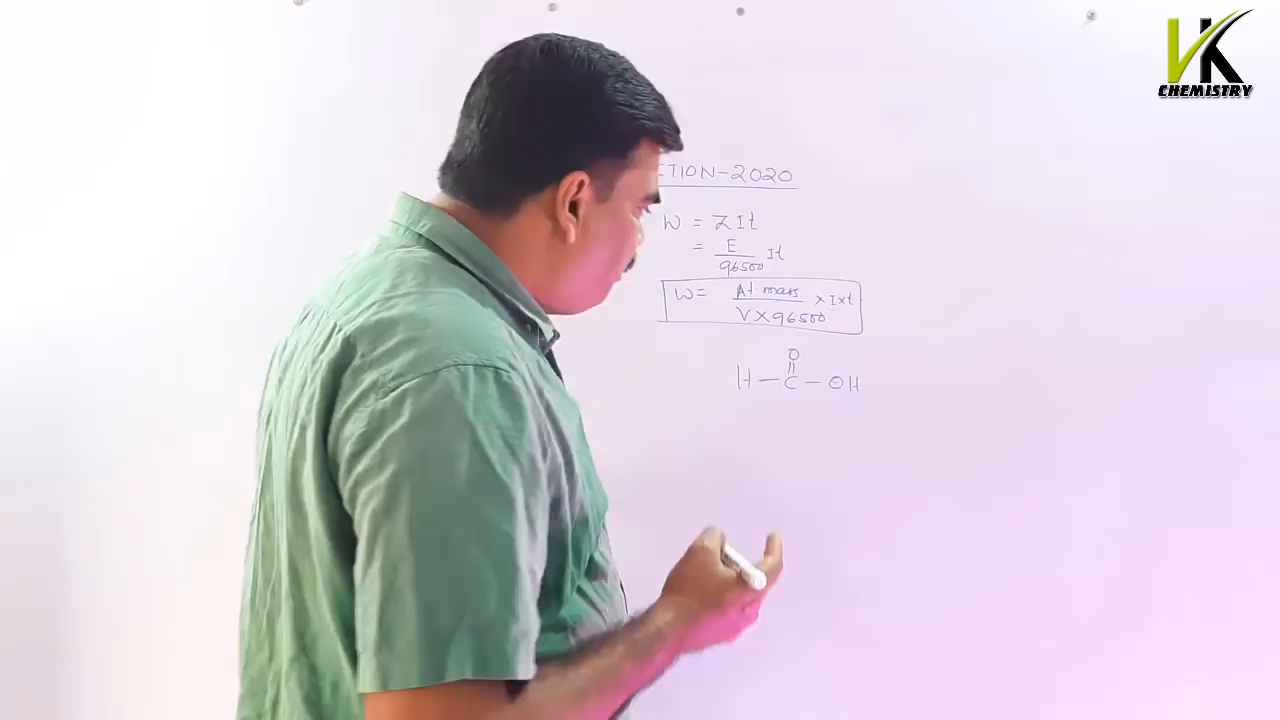 VK
CHEMISTRY
CTION-2020
W = ZIt
= E/96500 It
W = At. mass/V×96500 × I×t
O
||
H — C — OH